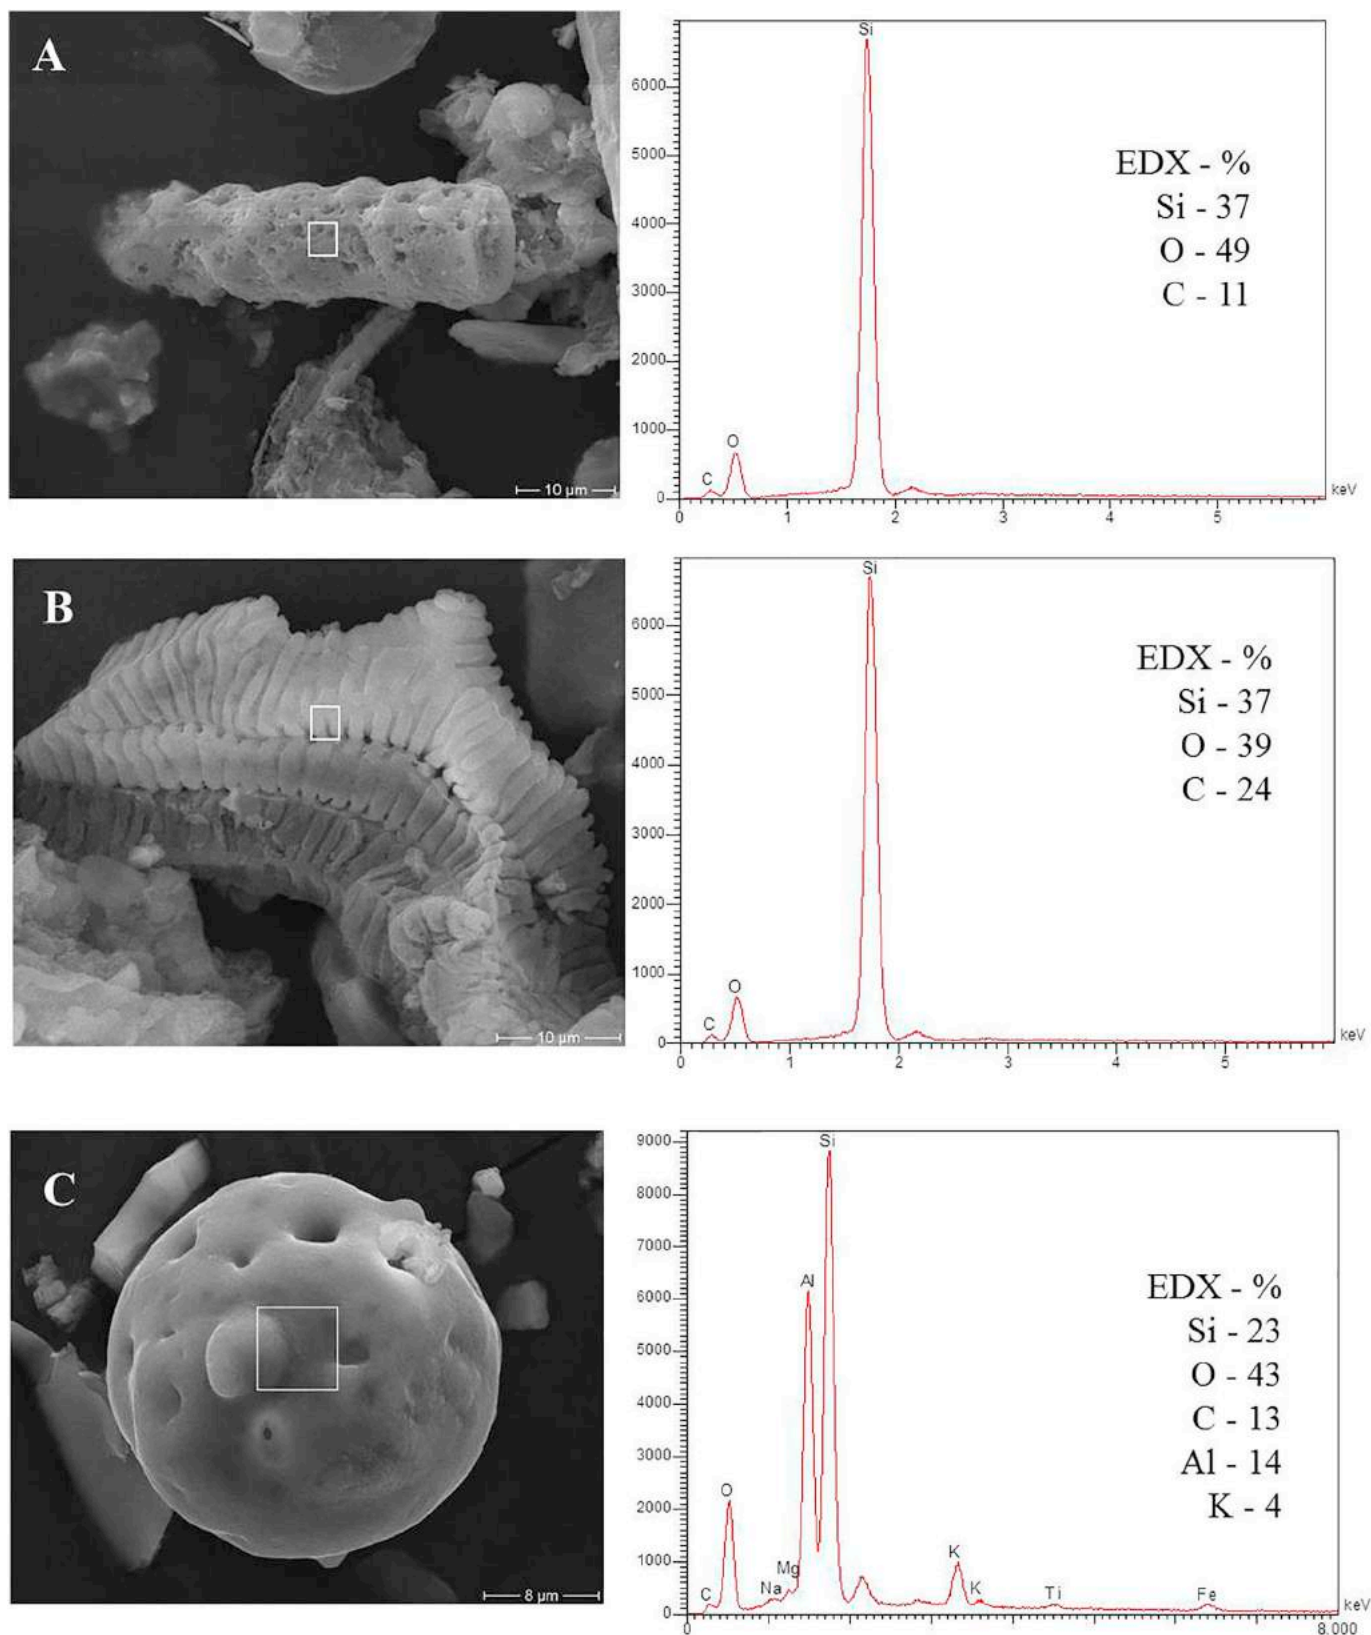 A
10 µm
Si
6000
5000
4000
3000
2000
1000
0
O
C
keV
0 1 2 3 4 5
EDX - %
Si - 37
O - 49
C - 11
B
10 µm
Si
6000
5000
4000
3000
2000
1000
0
O
C
keV
0 1 2 3 4 5
EDX - %
Si - 37
O - 39
C - 24
C
8 µm
Si
9000
8000
7000
6000
5000
4000
3000
2000
1000
0
Al
O
C
Na
Mg
K
K
Ti
Fe
keV
0 8.000
EDX - %
Si - 23
O - 43
C - 13
Al - 14
K - 4